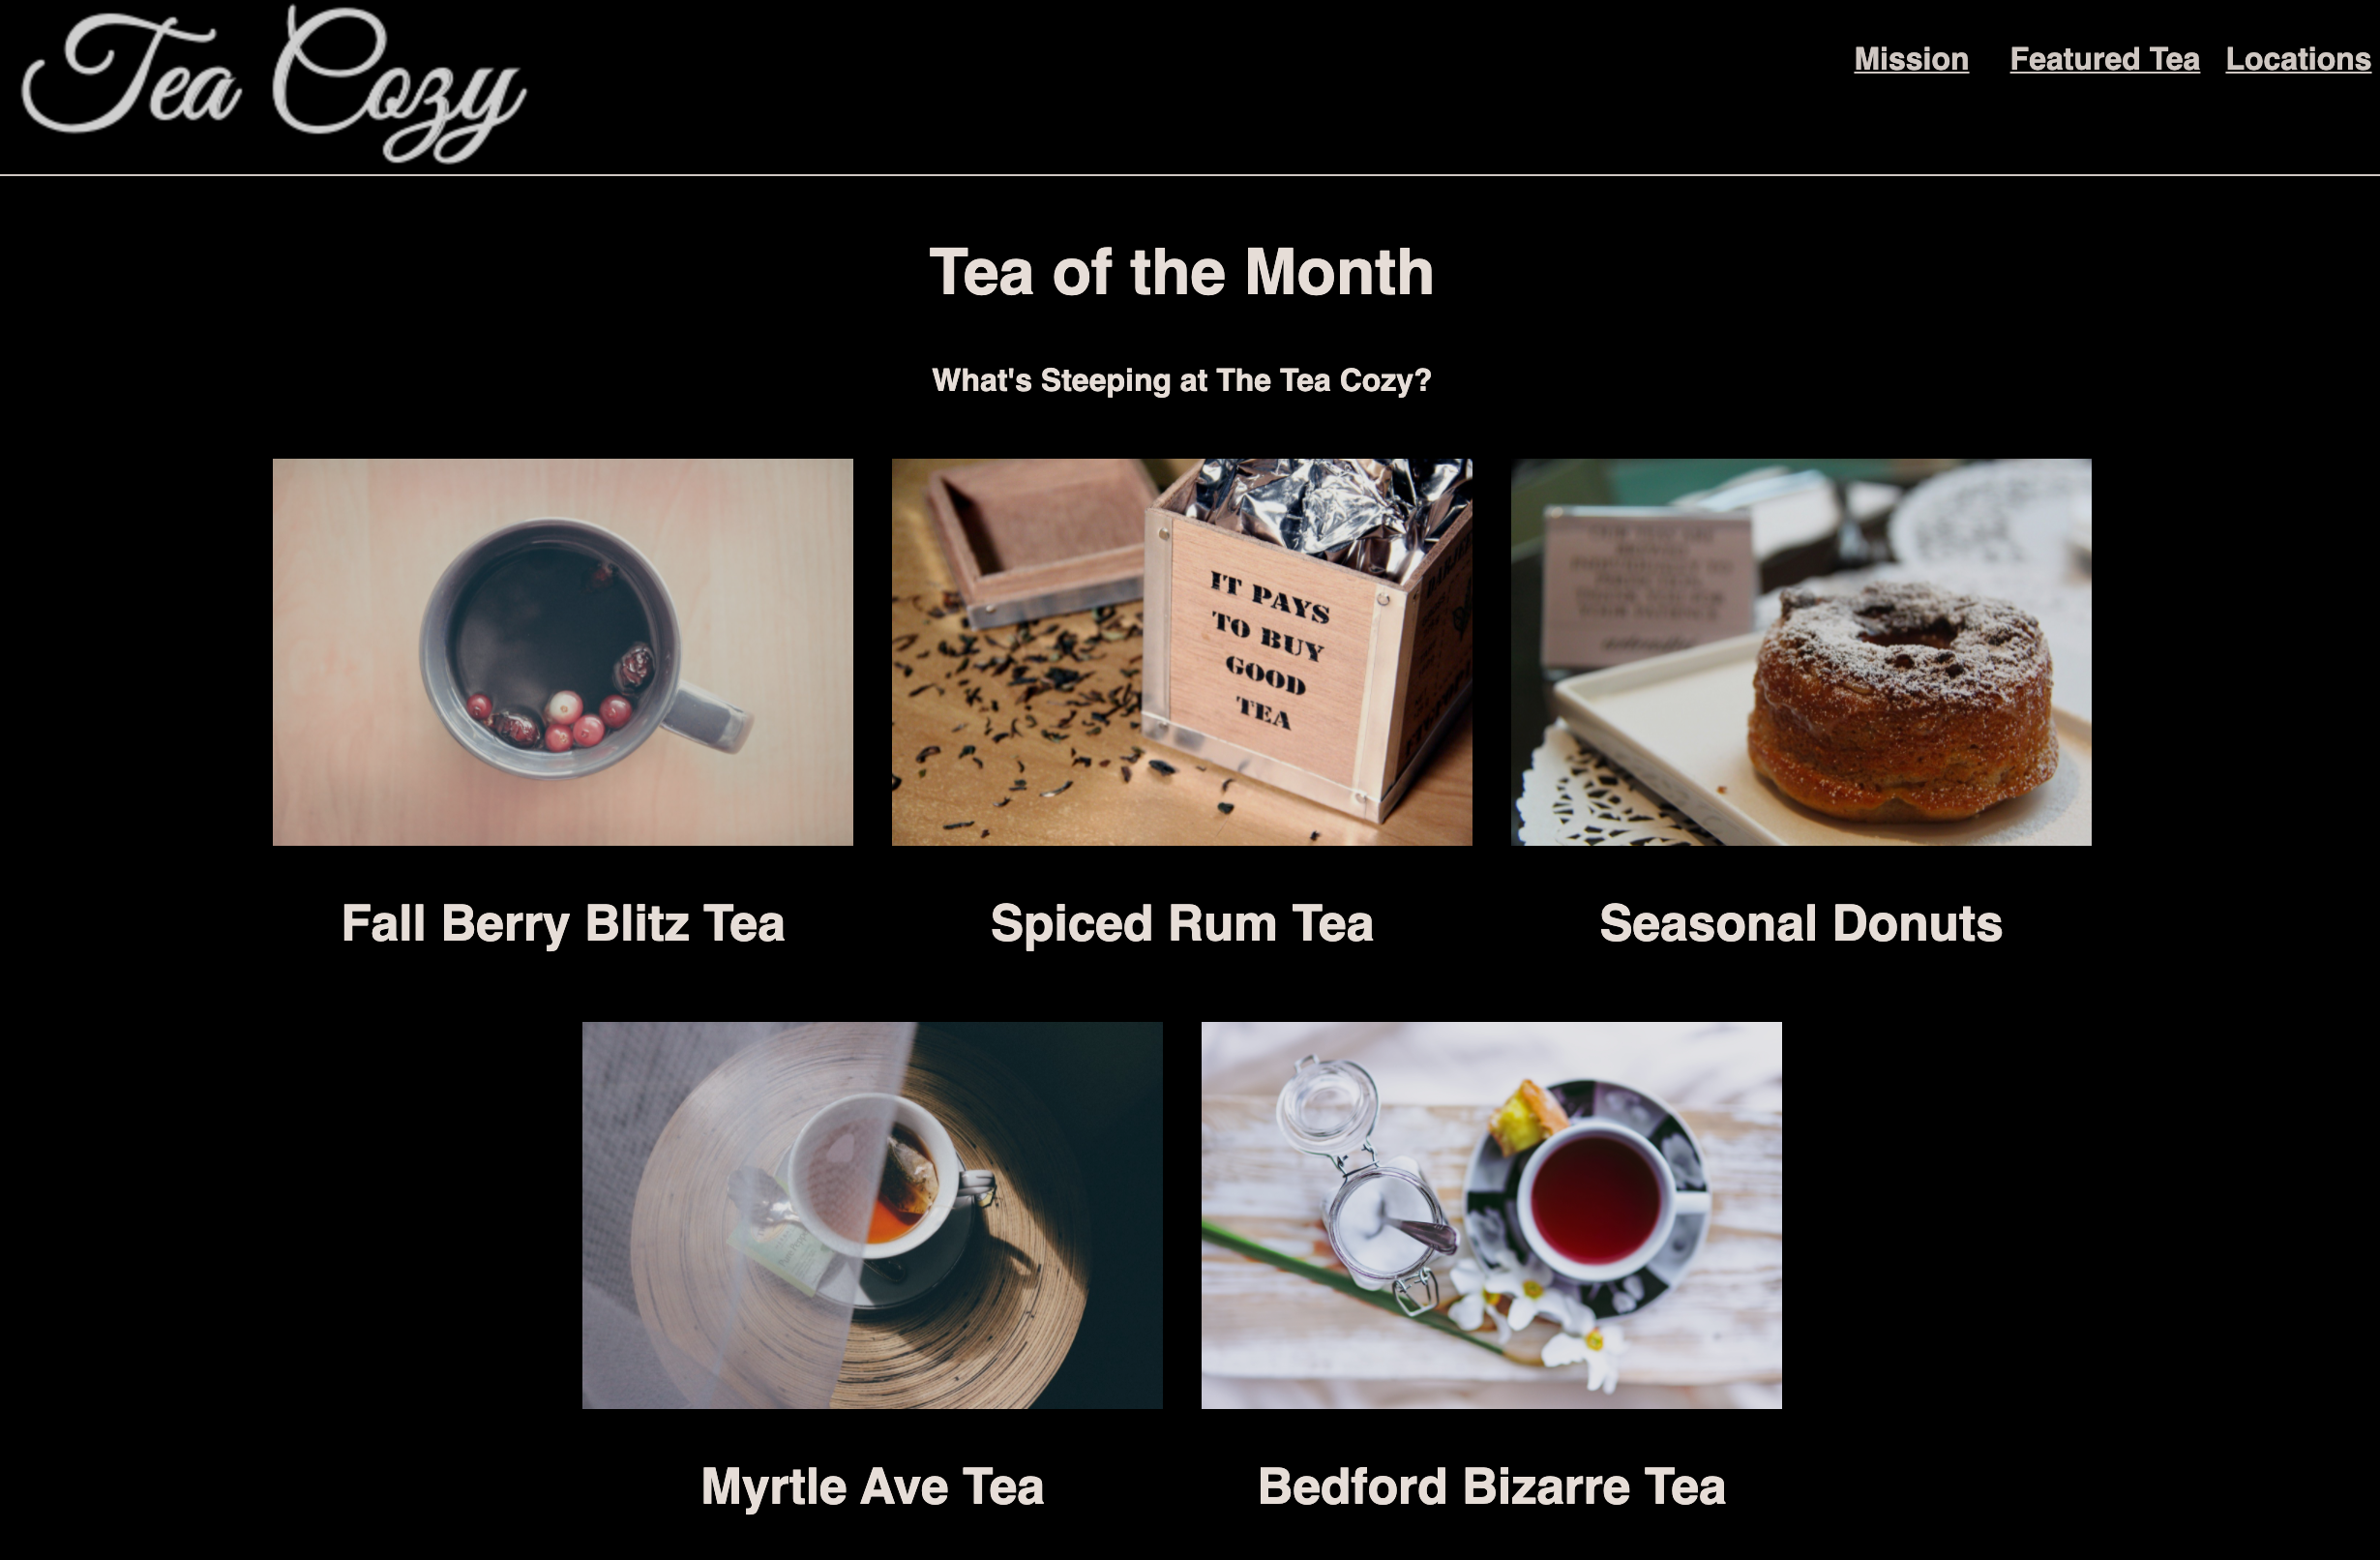 Tea Cozy
Mission Featured Tea Locations
Tea of the Month
What's Steeping at The Tea Cozy?
IT PAYS
TO BUY
GOOD
TEA
Fall Berry Blitz Tea
Spiced Rum Tea
Seasonal Donuts
Myrtle Ave Tea
Bedford Bizarre Tea